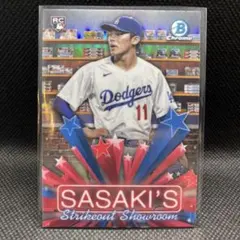 RC
Bowman
Chrome
Dodgers
11
SASAKI'S
Strikeout Showroom